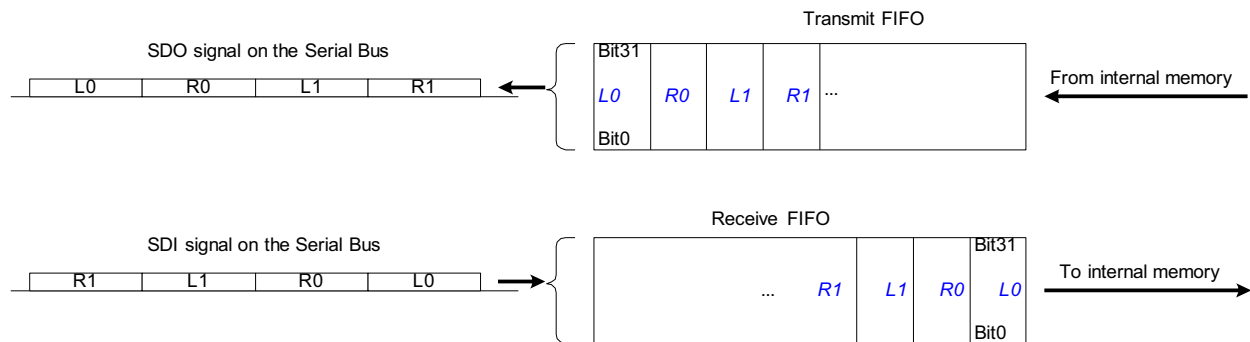 Transmit FIFO
SDO signal on the Serial Bus
L0 R0 L1 R1
Bit31
L0 R0 L1 R1 ...
Bit0
From internal memory
Receive FIFO
SDI signal on the Serial Bus
R1 L1 R0 L0
Bit31
... R1 L1 R0 L0
Bit0
To internal memory